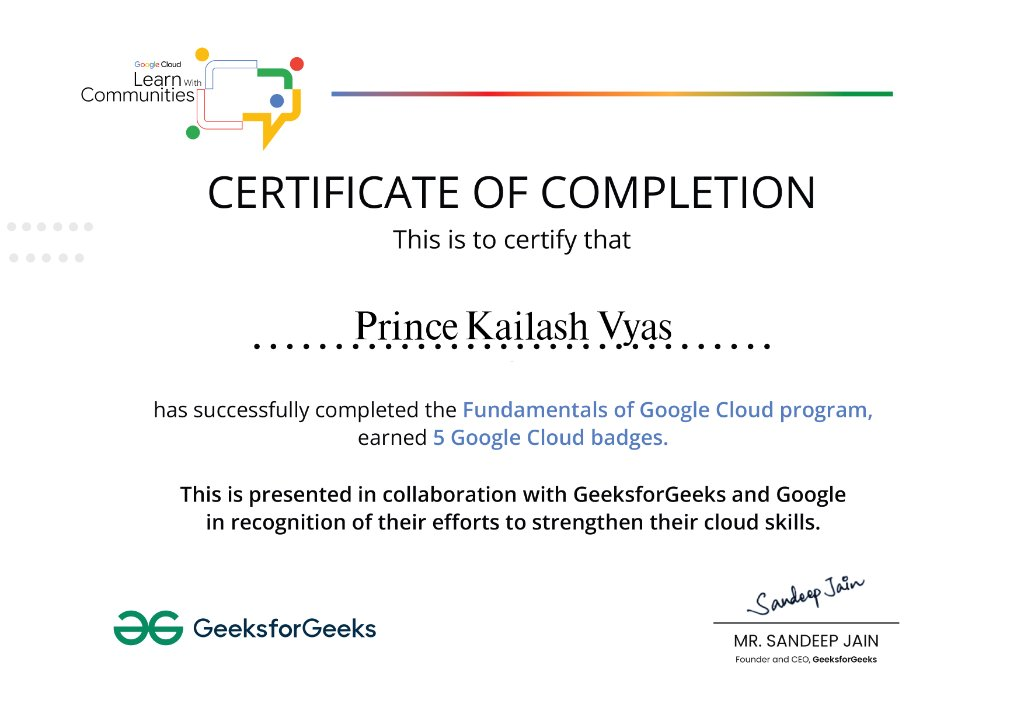 Google Cloud
Learn With
Communities
CERTIFICATE OF COMPLETION
This is to certify that
Prince Kailash Vyas
has successfully completed the Fundamentals of Google Cloud program,
earned 5 Google Cloud badges.
This is presented in collaboration with GeeksforGeeks and Google
in recognition of their efforts to strengthen their cloud skills.
Sandeep Jain
GeeksforGeeks
MR. SANDEEP JAIN
Founder and CEO, GeeksforGeeks